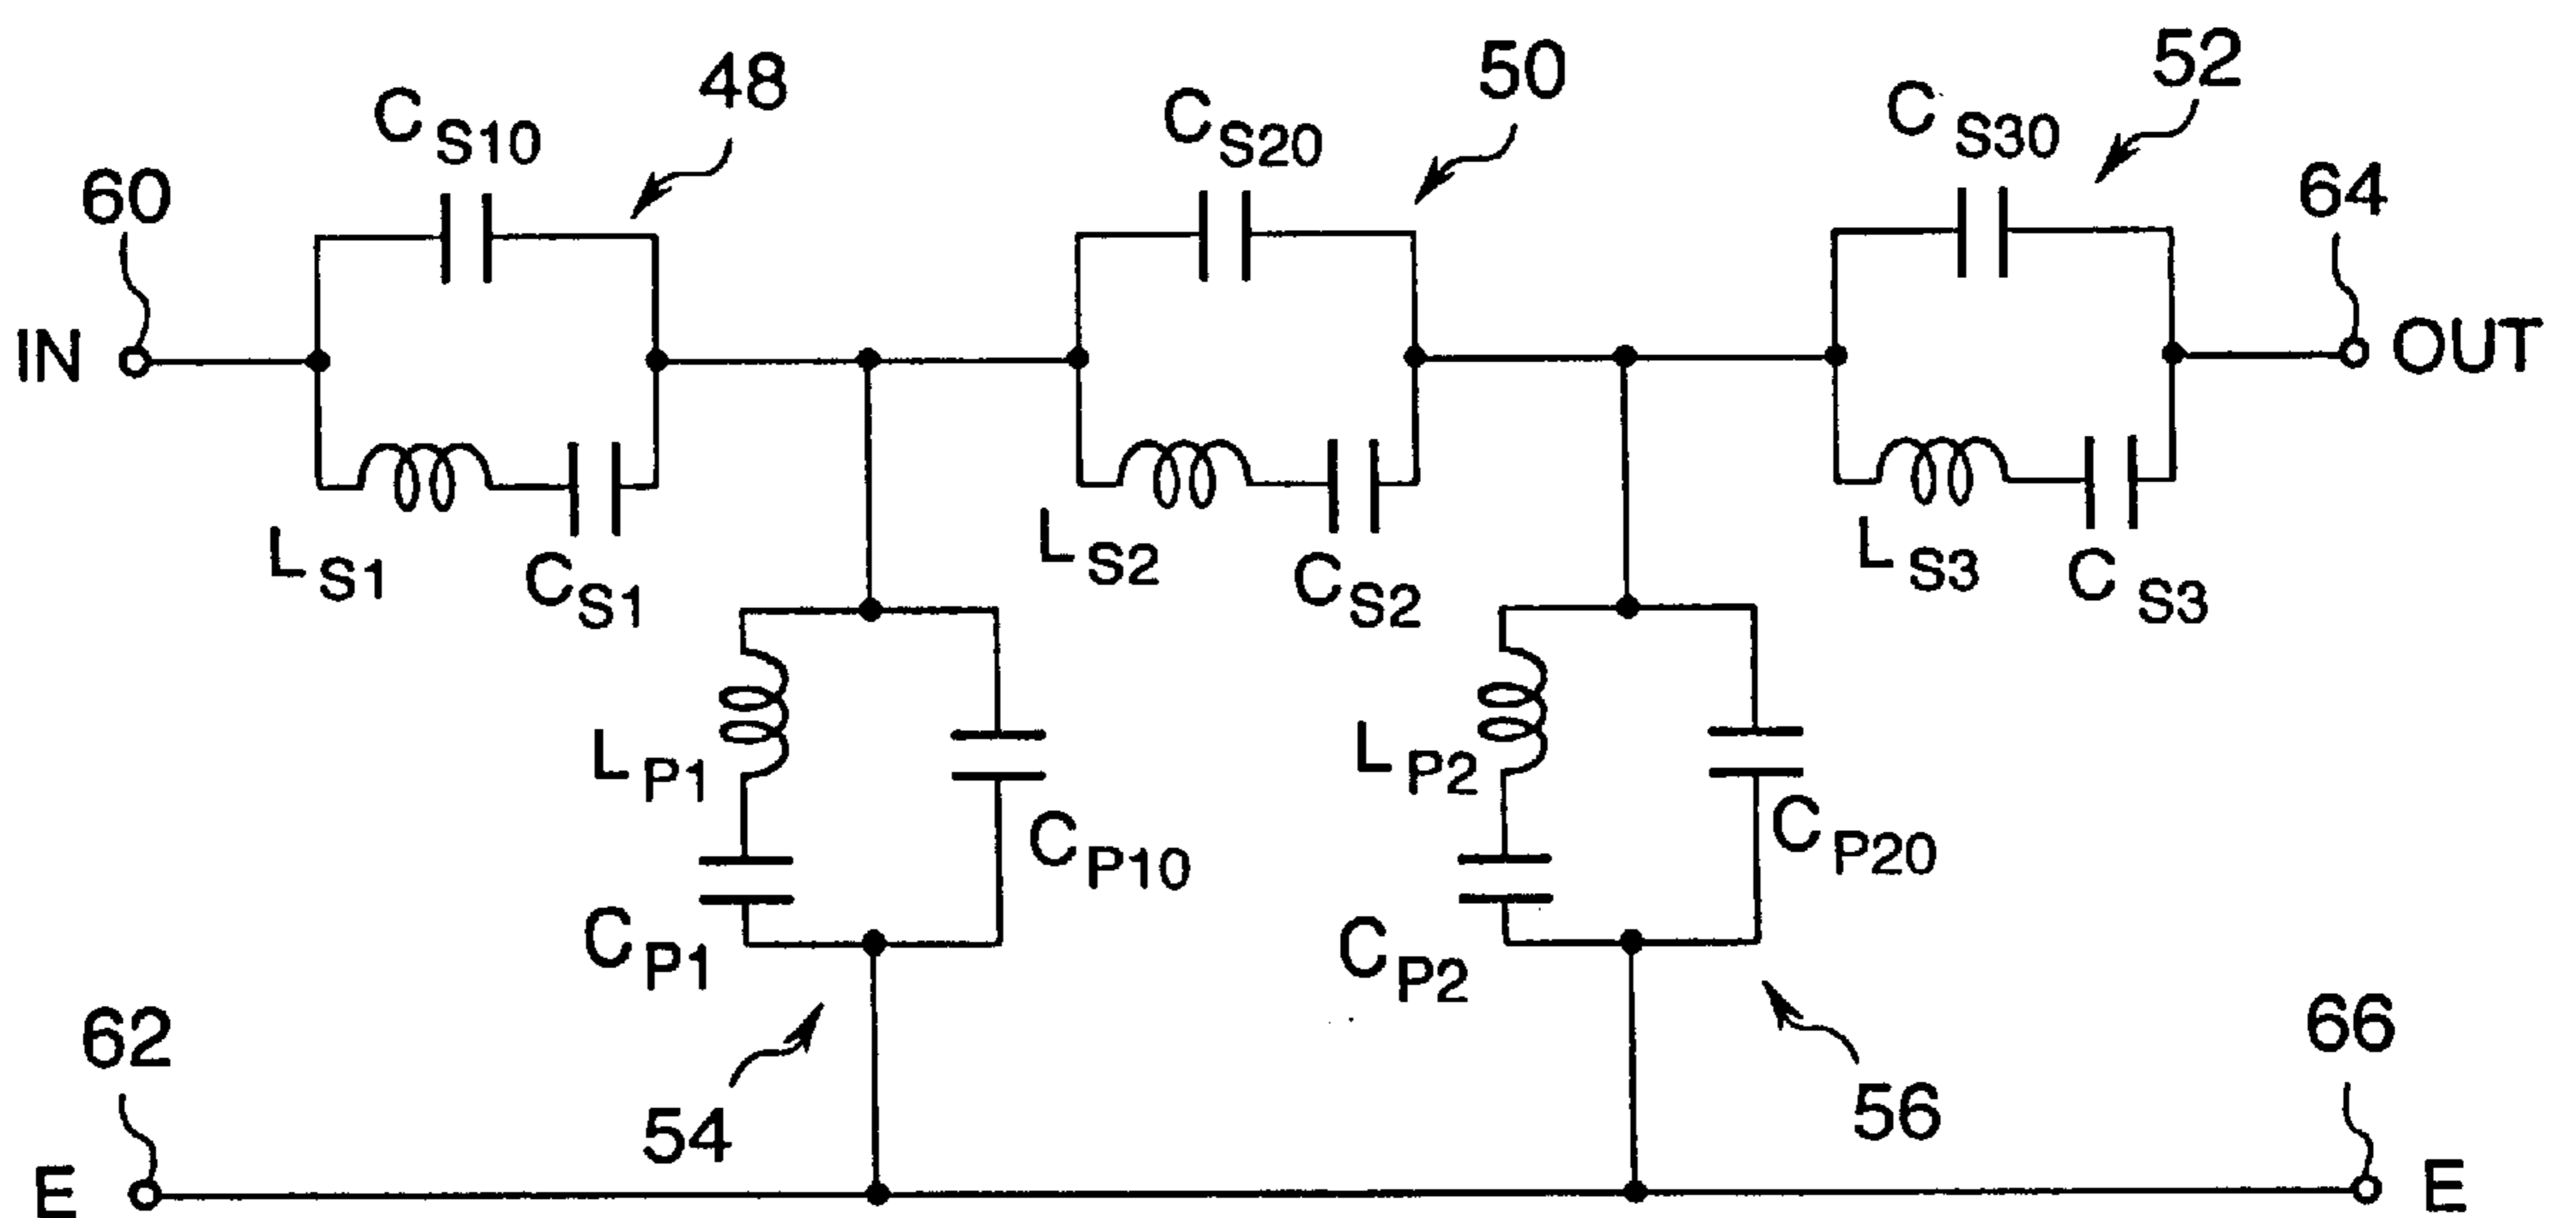 48
50
52
C S10
C S20
C S30
60
64
IN
OUT
L S1
C S1
L S2
C S2
L S3
C S3
L P1
C P10
L P2
C P20
C P1
C P2
62
66
54
56
E
E